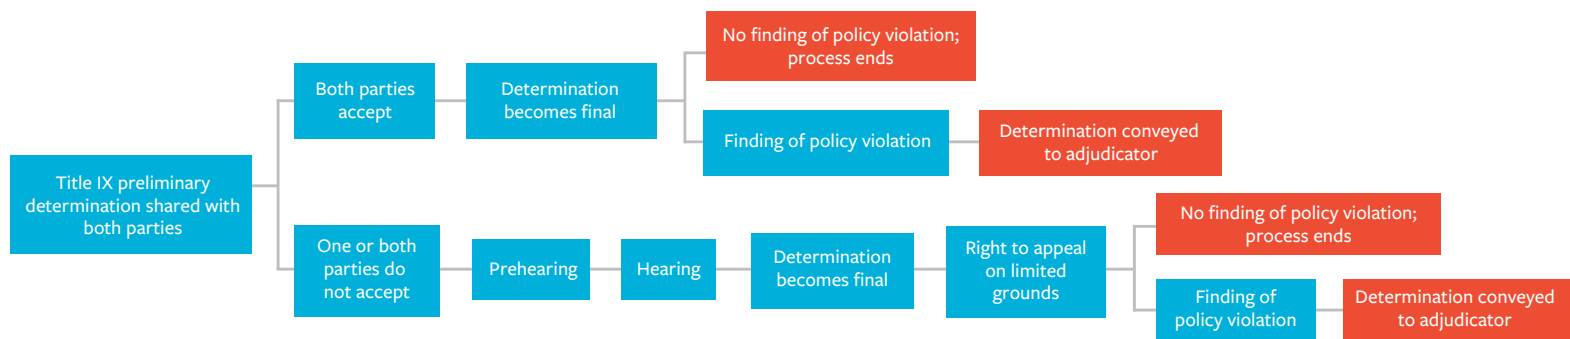 Title IX preliminary
determination shared with
both parties
Both parties
accept
Determination
becomes final
No finding of policy violation;
process ends
Finding of policy violation
Determination conveyed
to adjudicator
One or both
parties do
not accept
Prehearing
Hearing
Determination
becomes final
Right to appeal
on limited
grounds
No finding of policy violation;
process ends
Finding of
policy violation
Determination conveyed
to adjudicator